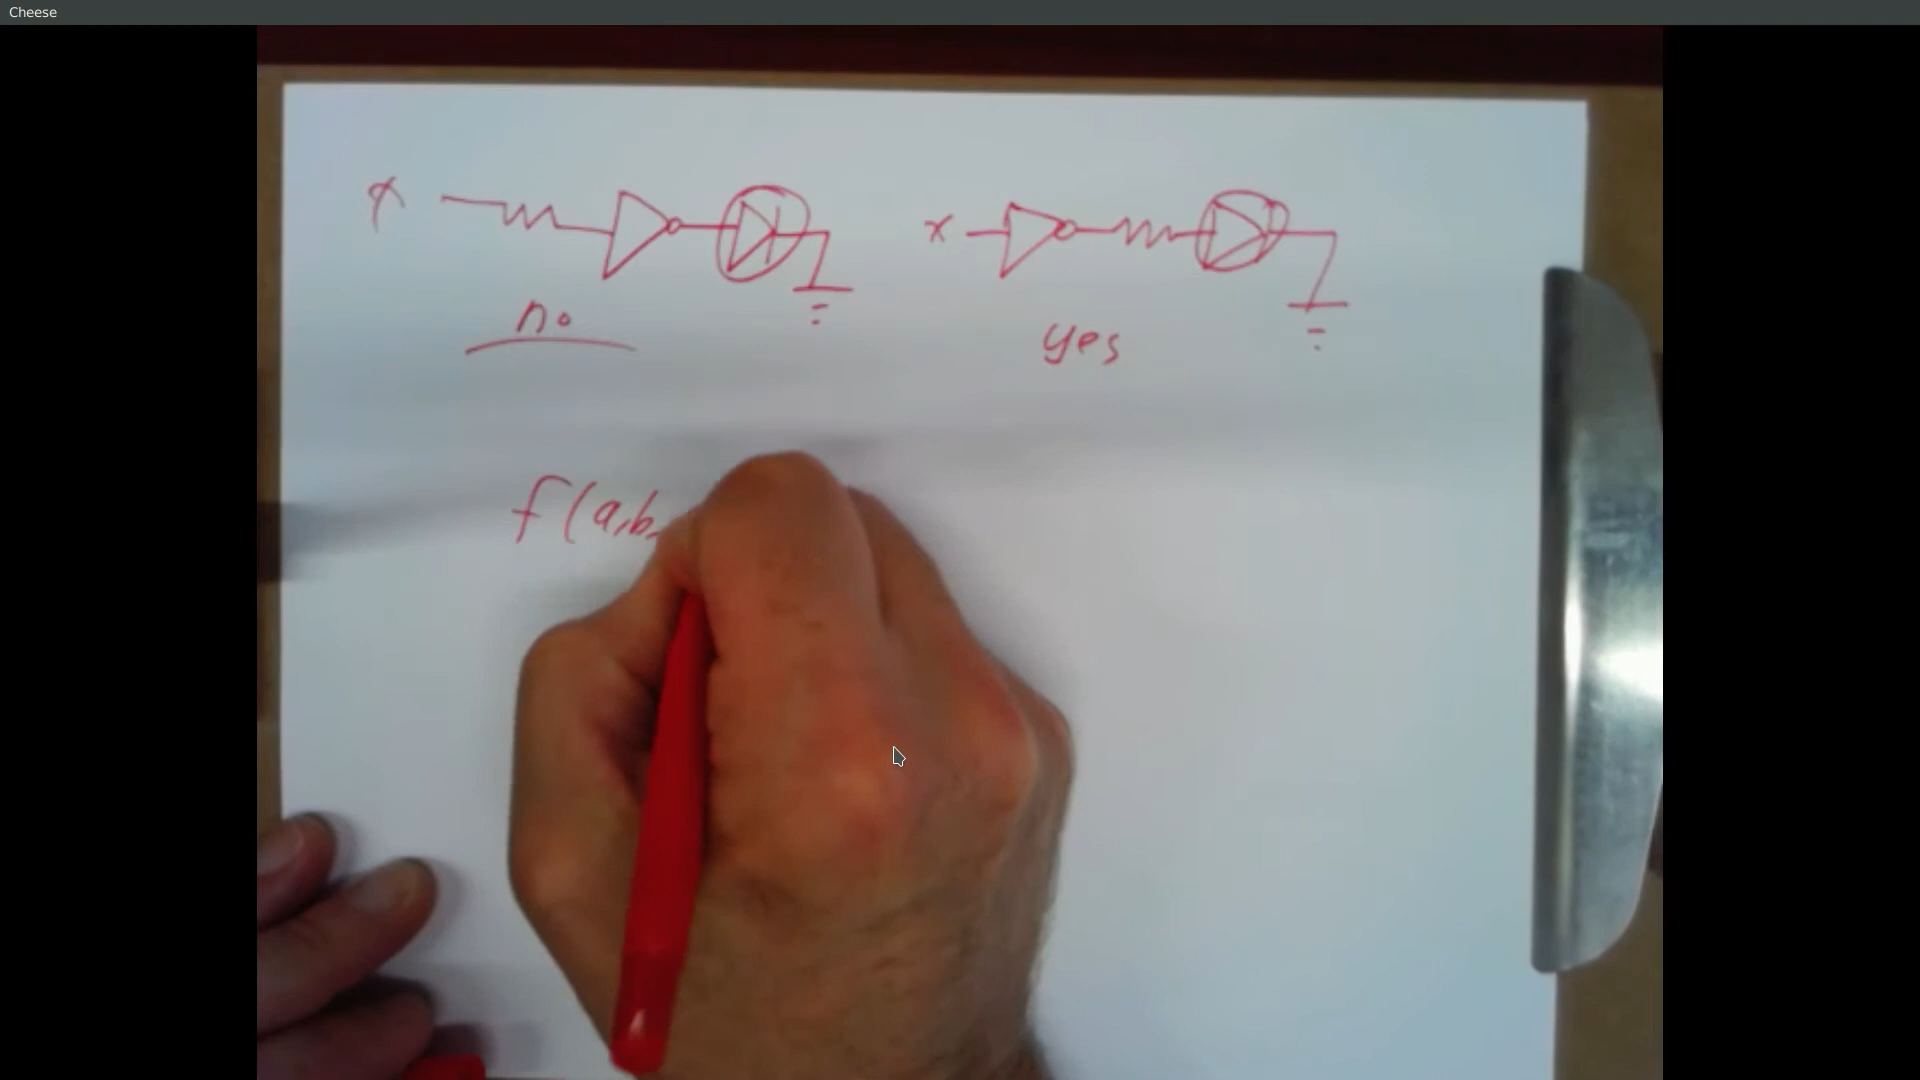 Cheese
x
x
no
yes
f(a,b,